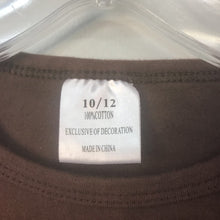 10/12
100%COTTON
EXCLUSIVE OF DECORATION
MADE IN CHINA